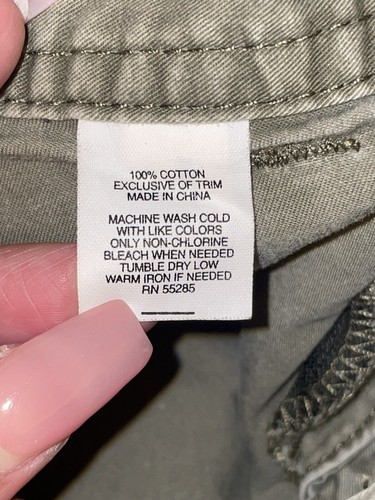 100% COTTON
EXCLUSIVE OF TRIM
MADE IN CHINA
MACHINE WASH COLD
WITH LIKE COLORS
ONLY NON-CHLORINE
BLEACH WHEN NEEDED
TUMBLE DRY LOW
WARM IRON IF NEEDED
RN 55285